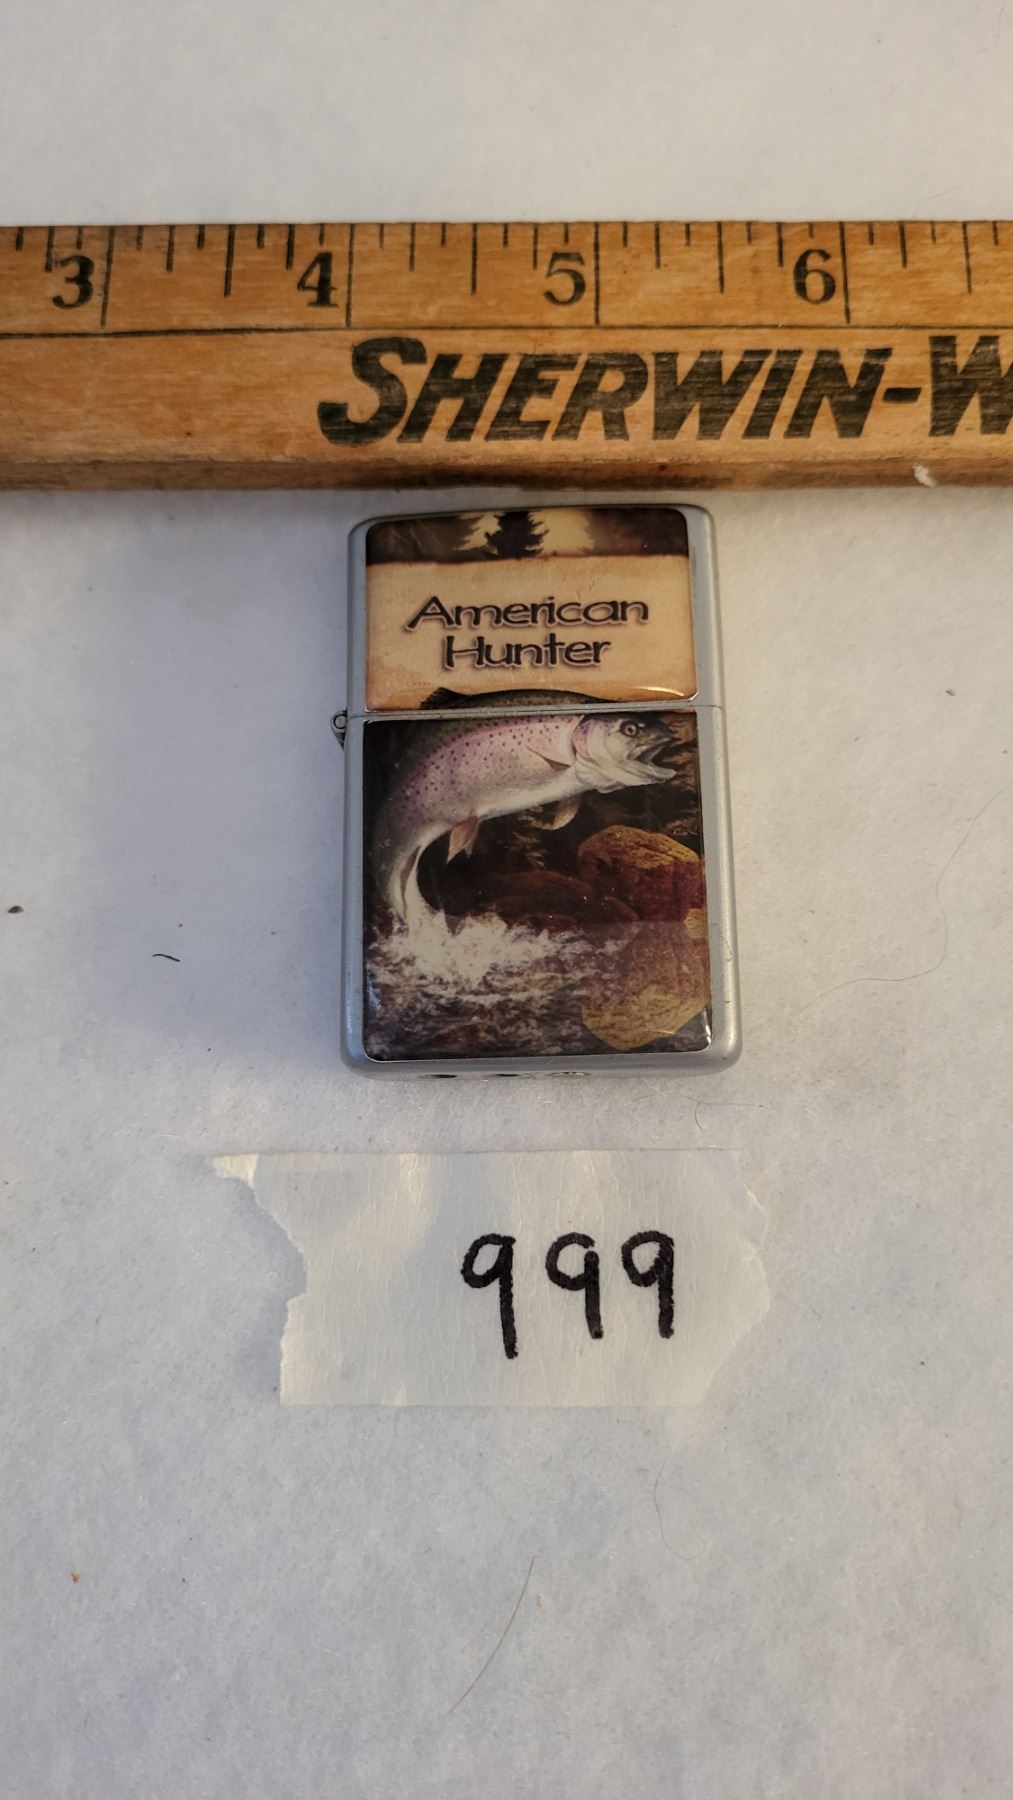 3 4 5 6
SHERWIN-W
American
Hunter
999